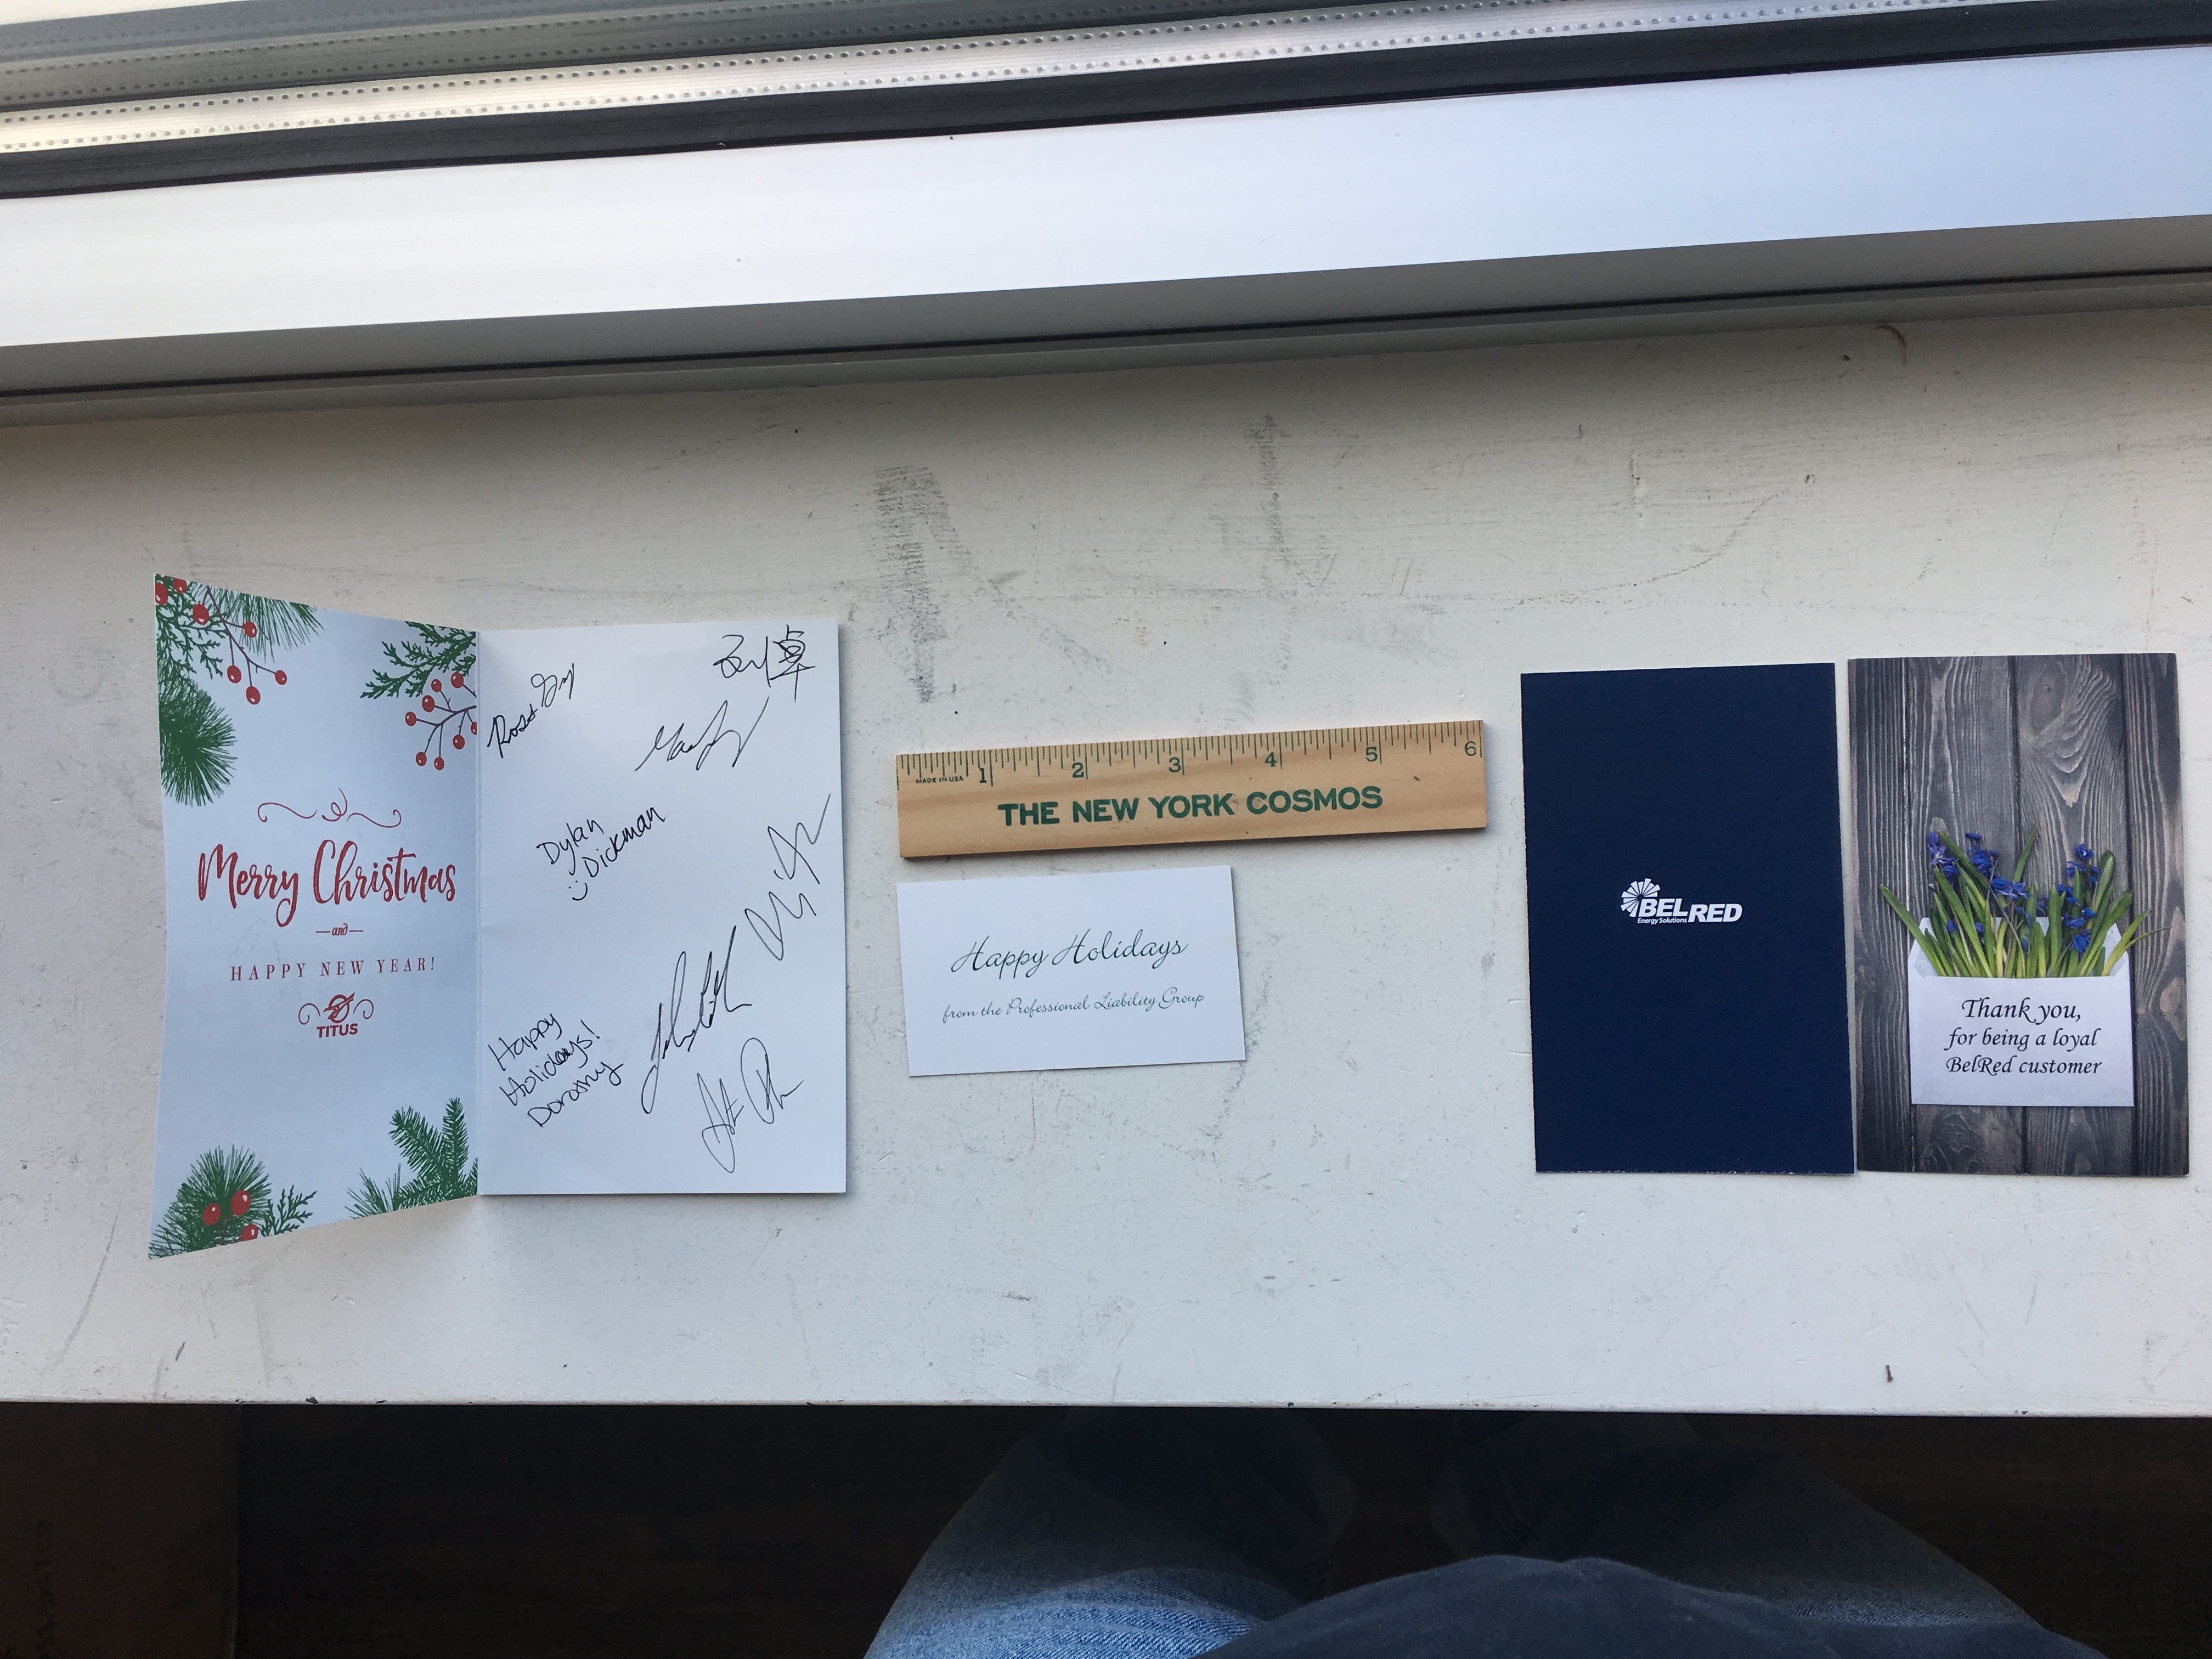 Merry Christmas
—and—
HAPPY NEW YEAR!
TITUS
Dylan
Dickman
Happy
Holidays!
Dorothy
MADE IN USA 1 2 3 4 5 6
THE NEW YORK COSMOS
Happy Holidays
from the Professional Liability Group
BELRED
Energy Solutions
Thank you,
for being a loyal
BelRed customer